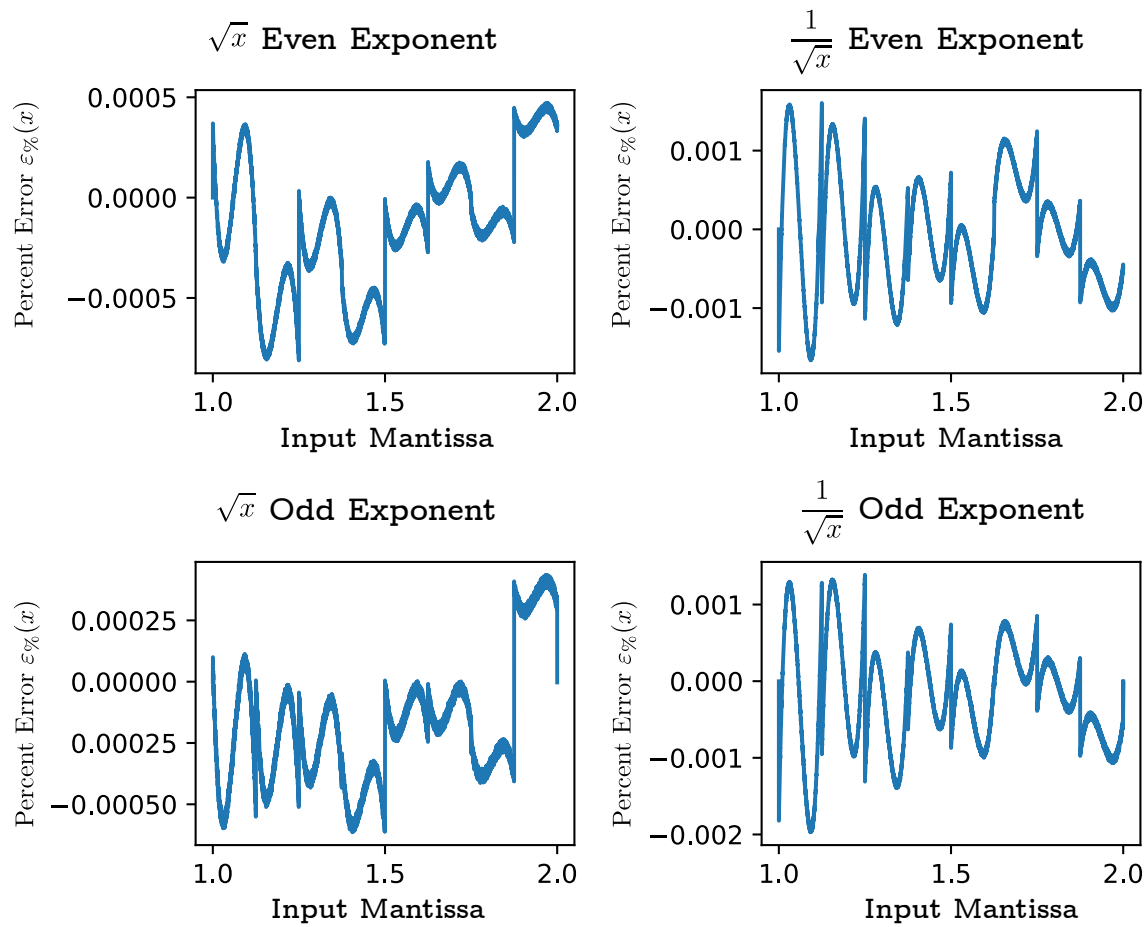 √x Even Exponent
Percent Error ε%(x)
0.0005
0.0000
−0.0005
1.0 1.5 2.0
Input Mantissa
1/√x Even Exponent
Percent Error ε%(x)
0.001
0.000
−0.001
1.0 1.5 2.0
Input Mantissa
√x Odd Exponent
Percent Error ε%(x)
0.00025
0.00000
0.00025
−0.00050
1.0 1.5 2.0
Input Mantissa
1/√x Odd Exponent
Percent Error ε%(x)
0.001
0.000
−0.001
−0.002
1.0 1.5 2.0
Input Mantissa